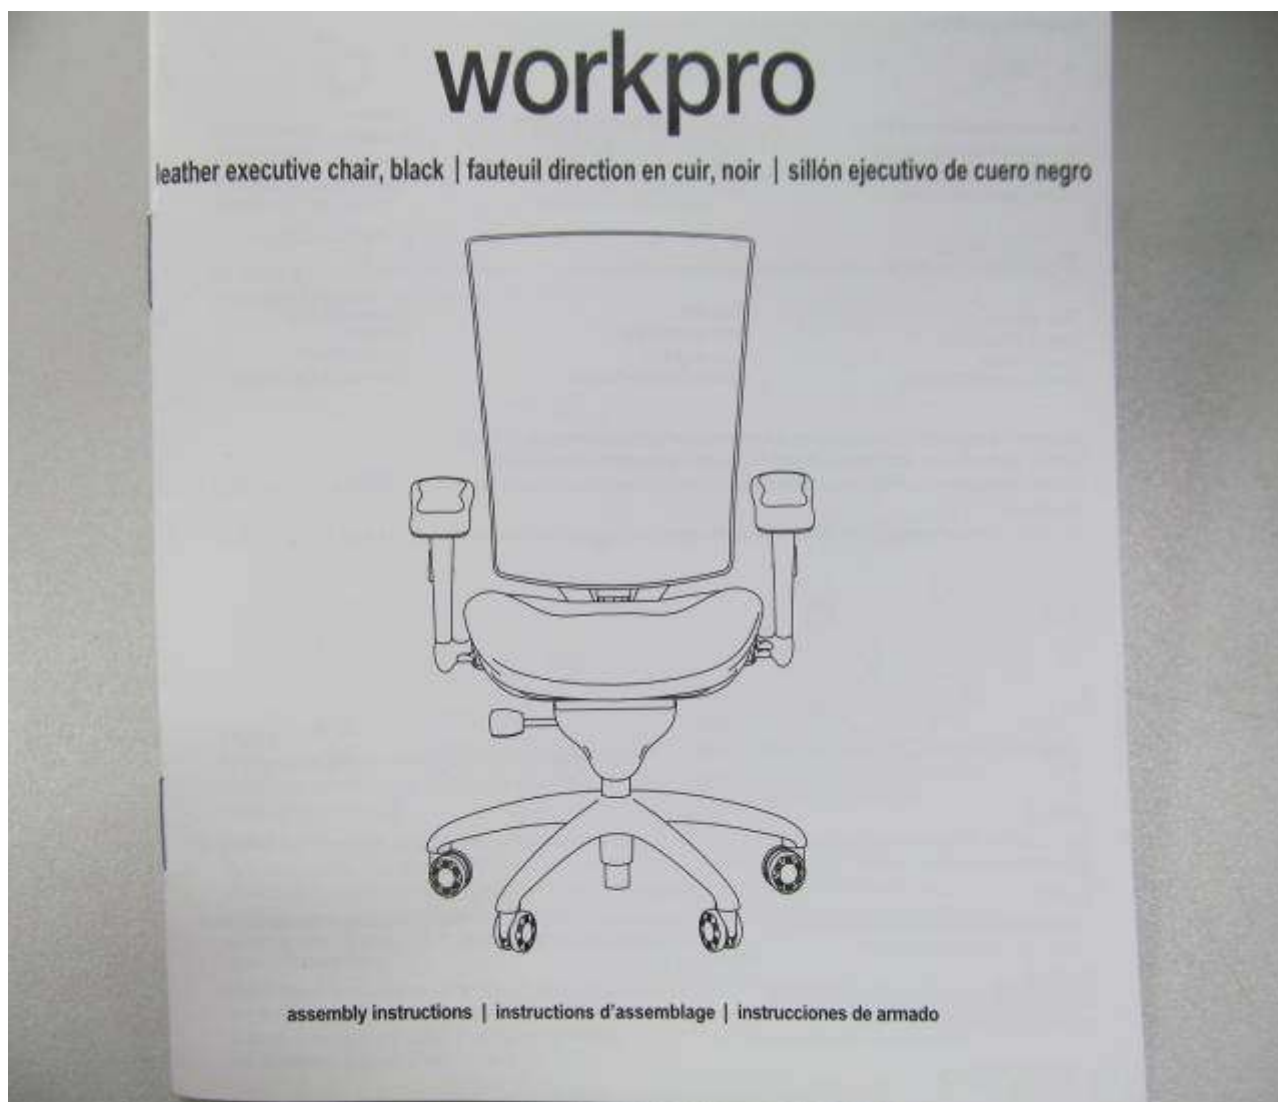 workpro
leather executive chair, black | fauteuil direction en cuir, noir | sillón ejecutivo de cuero negro
assembly instructions | instructions d'assemblage | instrucciones de armado